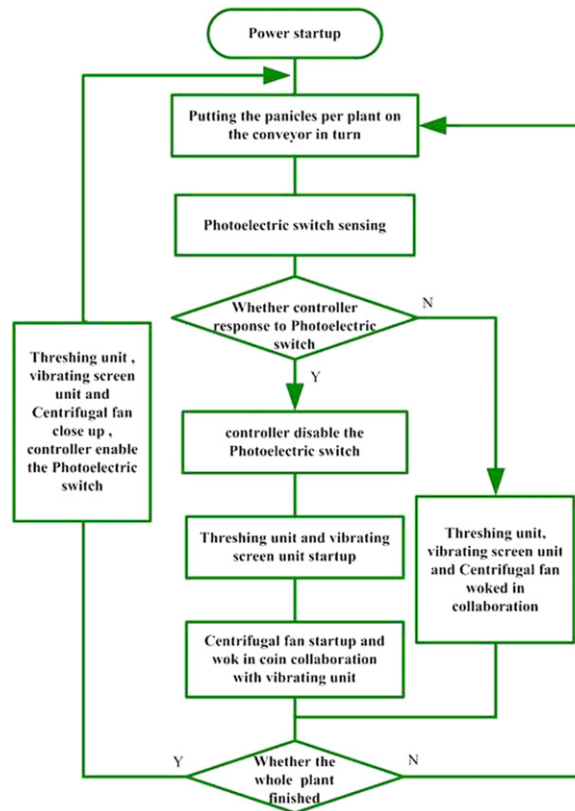 Power startup
Putting the panicles per plant on
the conveyor in turn
Photoelectric switch sensing
Whether controller
response to Photoelectric
switch
N
Y
Threshing unit ,
vibrating screen
unit and
Centrifugal fan
close up ,
controller enable
the Photoelectric
switch
controller disable the
Photoelectric switch
Threshing unit and vibrating
screen unit startup
Threshing unit,
vibrating screen unit
and Centrifugal fan
woked in
collaboration
Centrifugal fan startup and
wok in coin collaboration
with vibrating unit
Y
Whether the
whole plant
finished
N